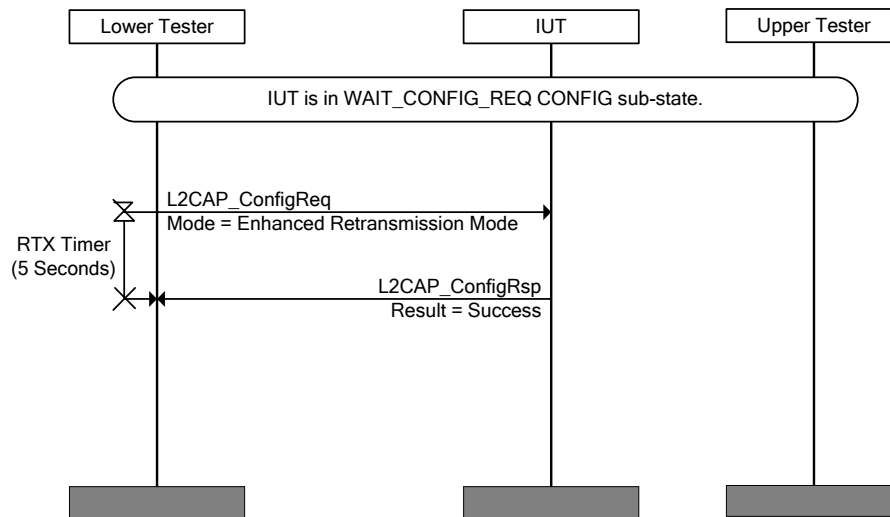 Lower Tester
IUT
Upper Tester
IUT is in WAIT_CONFIG_REQ CONFIG sub-state.
L2CAP_ConfigReq
Mode = Enhanced Retransmission Mode
RTX Timer
(5 Seconds)
L2CAP_ConfigRsp
Result = Success